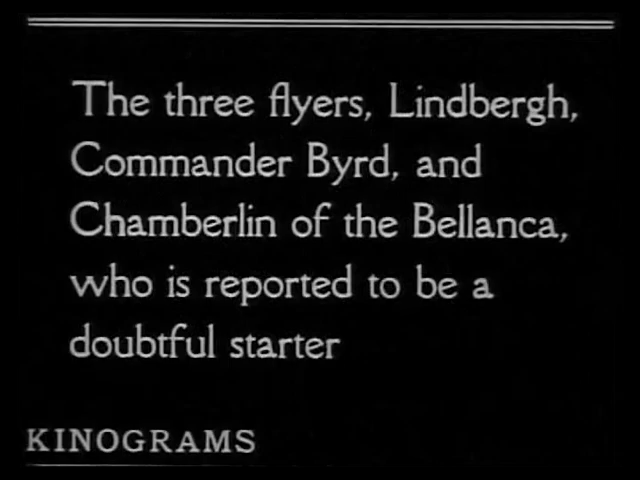 The three flyers, Lindbergh,
Commander Byrd, and
Chamberlin of the Bellanca,
who is reported to be a
doubtful starter
KINOGRAMS